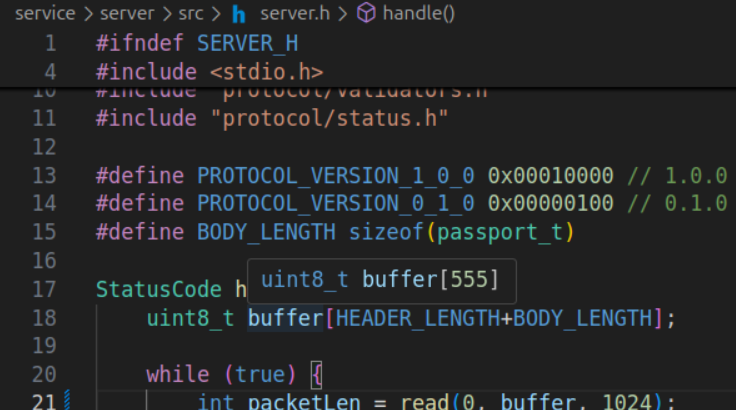 service > server > src > h server.h > handle()
1 #ifndef SERVER_H
4 #include <stdio.h>
10 #include "protocol/validators.h"
11 #include "protocol/status.h"
12
13 #define PROTOCOL_VERSION_1_0_0 0x00010000 // 1.0.0
14 #define PROTOCOL_VERSION_0_1_0 0x00000100 // 0.1.0
15 #define BODY_LENGTH sizeof(passport_t)
16
uint8_t buffer[555]
17 StatusCode h
18 uint8_t buffer[HEADER_LENGTH+BODY_LENGTH];
19
20 while (true) {
21 int packetLen = read(0, buffer, 1024);